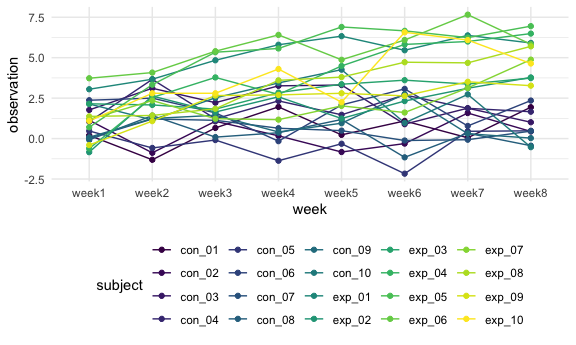 7.5
5.0
2.5
0.0
-2.5
observation
week1 week2 week3 week4 week5 week6 week7 week8
week
subject
con_01 con_05 con_09 exp_03 exp_07
con_02 con_06 con_10 exp_04 exp_08
con_03 con_07 exp_01 exp_05 exp_09
con_04 con_08 exp_02 exp_06 exp_10